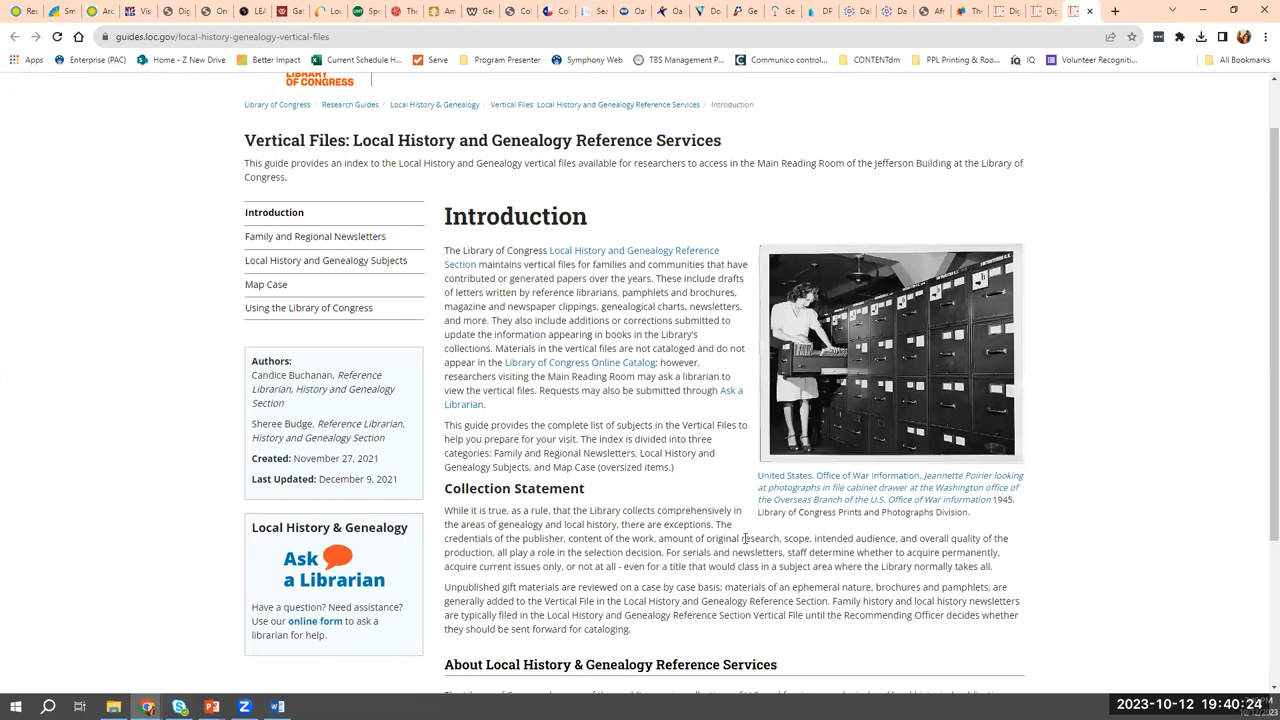 guides.loc.gov/local-history-genealogy-vertical-files
Apps Enterprise (PAC) Home - Z New Drive Better Impact Current Schedule H... Serve Program Presenter Symphony Web TBS Management P... Communico control... CONTENTdm PPL Printing & Roo... IQ Volunteer Recogniti... All Bookmarks
LIBRARY
OF CONGRESS
Library of Congress / Research Guides / Local History & Genealogy / Vertical Files: Local History and Genealogy Reference Services / Introduction
Vertical Files: Local History and Genealogy Reference Services
This guide provides an index to the Local History and Genealogy vertical files available for researchers to access in the Main Reading Room of the Jefferson Building at the Library of
Congress.
Introduction
Family and Regional Newsletters
Local History and Genealogy Subjects
Map Case
Using the Library of Congress
Authors:
Candice Buchanan, Reference
Librarian, History and Genealogy
Section
Sheree Budge, Reference Librarian,
History and Genealogy Section
Created: November 27, 2021
Last Updated: December 9, 2021
Local History & Genealogy
Ask
a Librarian
Have a question? Need assistance?
Use our online form to ask a
librarian for help.
Introduction
The Library of Congress Local History and Genealogy Reference
Section maintains vertical files for families and communities that have
contributed or generated papers over the years. These include drafts
of letters written by reference librarians, pamphlets and brochures,
magazine and newspaper clippings, genealogical charts, newsletters,
and more. They also include additions or corrections submitted to
update the information appearing in books in the Library's
collections. Materials in the vertical files are not cataloged and do not
appear in the Library of Congress Online Catalog; however,
researchers visiting the Main Reading Room may ask a librarian to
view the vertical files. Requests may also be submitted through Ask a
Librarian.
This guide provides the complete list of subjects in the Vertical Files to
help you prepare for your visit. The index is divided into three
categories: Family and Regional Newsletters, Local History and
Genealogy Subjects, and Map Case (oversized items.)
United States. Office of War Information. Jeannette Poirier looking
at photographs in file cabinet drawer at the Washington office of
the Overseas Branch of the U.S. Office of War information 1945.
Library of Congress Prints and Photographs Division.
Collection Statement
While it is true, as a rule, that the Library collects comprehensively in
the areas of genealogy and local history, there are exceptions. The
credentials of the publisher, content of the work, amount of original research, scope, intended audience, and overall quality of the
production, all play a role in the selection decision. For serials and newsletters, staff determine whether to acquire permanently,
acquire current issues only, or not at all - even for a title that would class in a subject area where the Library normally takes all.
Unpublished gift materials are reviewed on a case by case basis; materials of an ephemeral nature, brochures and pamphlets, are
generally added to the Vertical File in the Local History and Genealogy Reference Section. Family history and local history newsletters
are typically filed in the Local History and Genealogy Reference Section Vertical File until the Recommending Officer decides whether
they should be sent forward for cataloging.
About Local History & Genealogy Reference Services
2023-10-12 19:40:24